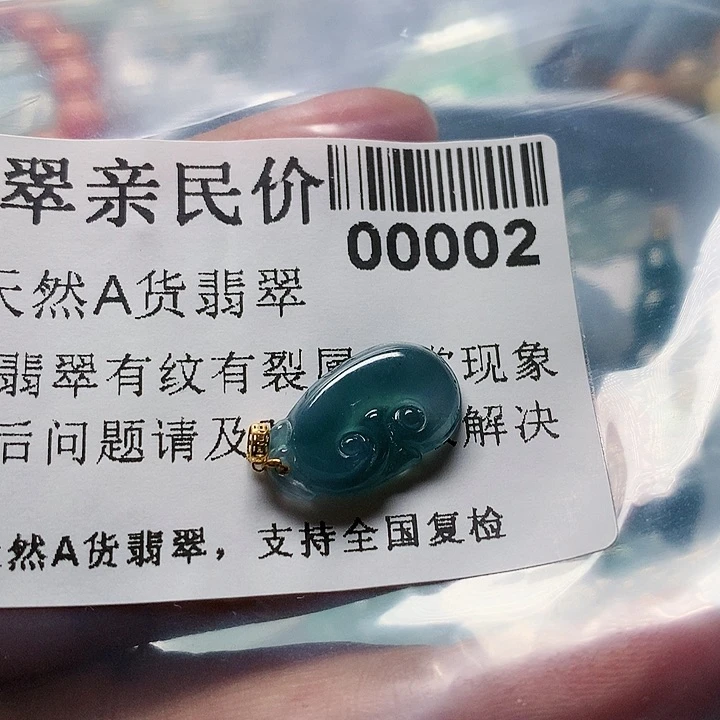 翠亲民价
00002
天然A货翡翠
翡翠有纹有裂属 现象
后问题请及 解决
然A货翡翠，支持全国复检